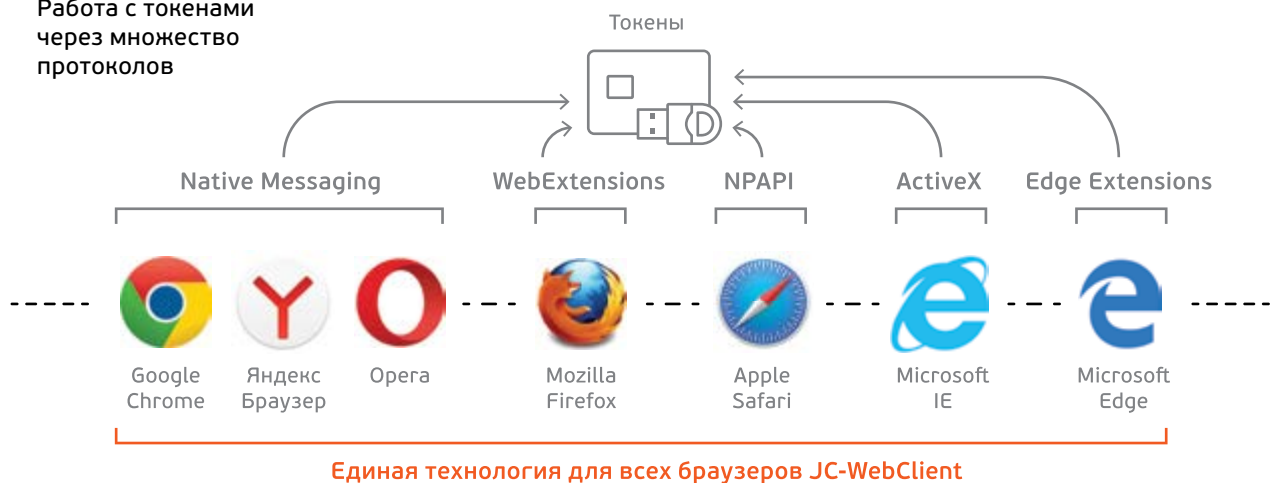 Работа с токенами
через множество
протоколов
Токены
Native Messaging
WebExtensions
NPAPI
ActiveX
Edge Extensions
Google
Chrome
Яндекс
Браузер
Opera
Mozilla
Firefox
Apple
Safari
Microsoft
IE
Microsoft
Edge
Единая технология для всех браузеров JC-WebClient